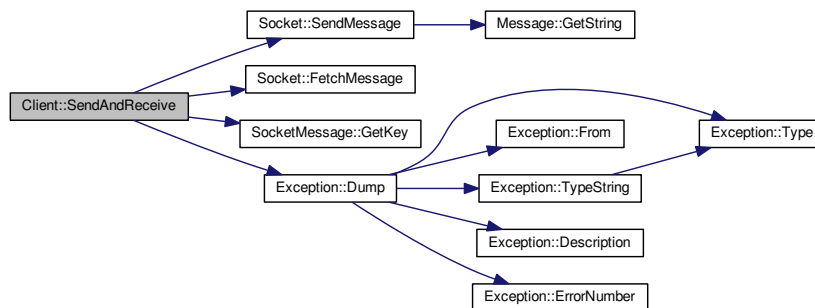 Socket::SendMessage
Message::GetString
Socket::FetchMessage
Client::SendAndReceive
SocketMessage::GetKey
Exception::From
Exception::Type
Exception::Dump
Exception::TypeString
Exception::Description
Exception::ErrorNumber